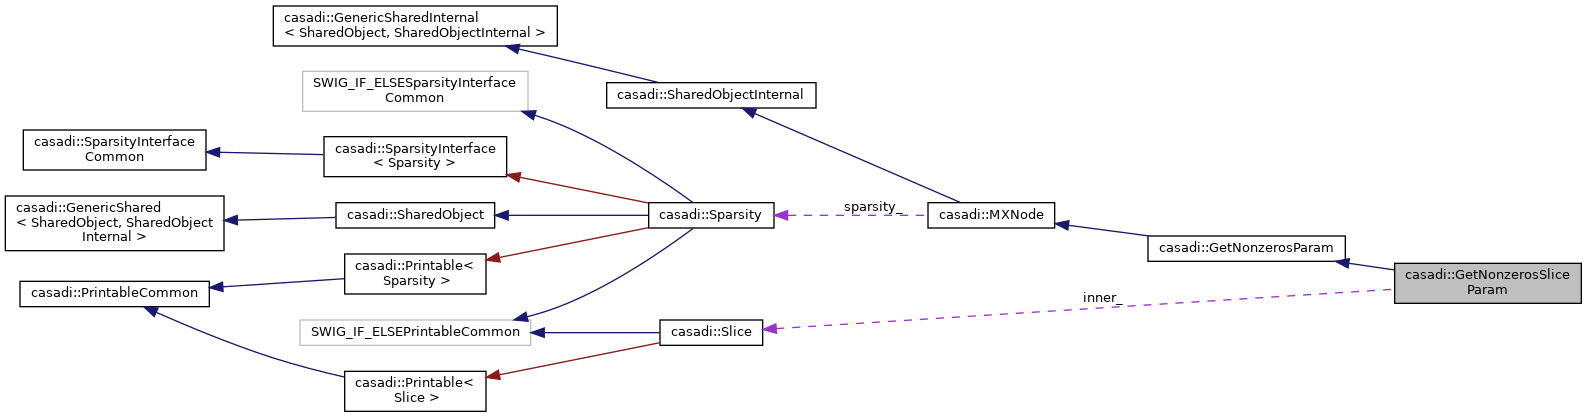 casadi::GenericSharedInternal
< SharedObject, SharedObjectInternal >
SWIG_IF_ELSESparsityInterface
Common
casadi::SharedObjectInternal
casadi::SparsityInterface
Common
casadi::SparsityInterface
< Sparsity >
casadi::GenericShared
< SharedObject, SharedObject
Internal >
casadi::SharedObject
casadi::Sparsity
sparsity_
casadi::MXNode
casadi::GetNonzerosParam
casadi::GetNonzerosSlice
Param
casadi::Printable<
Sparsity >
casadi::PrintableCommon
inner_
SWIG_IF_ELSEPrintableCommon
casadi::Slice
casadi::Printable<
Slice >